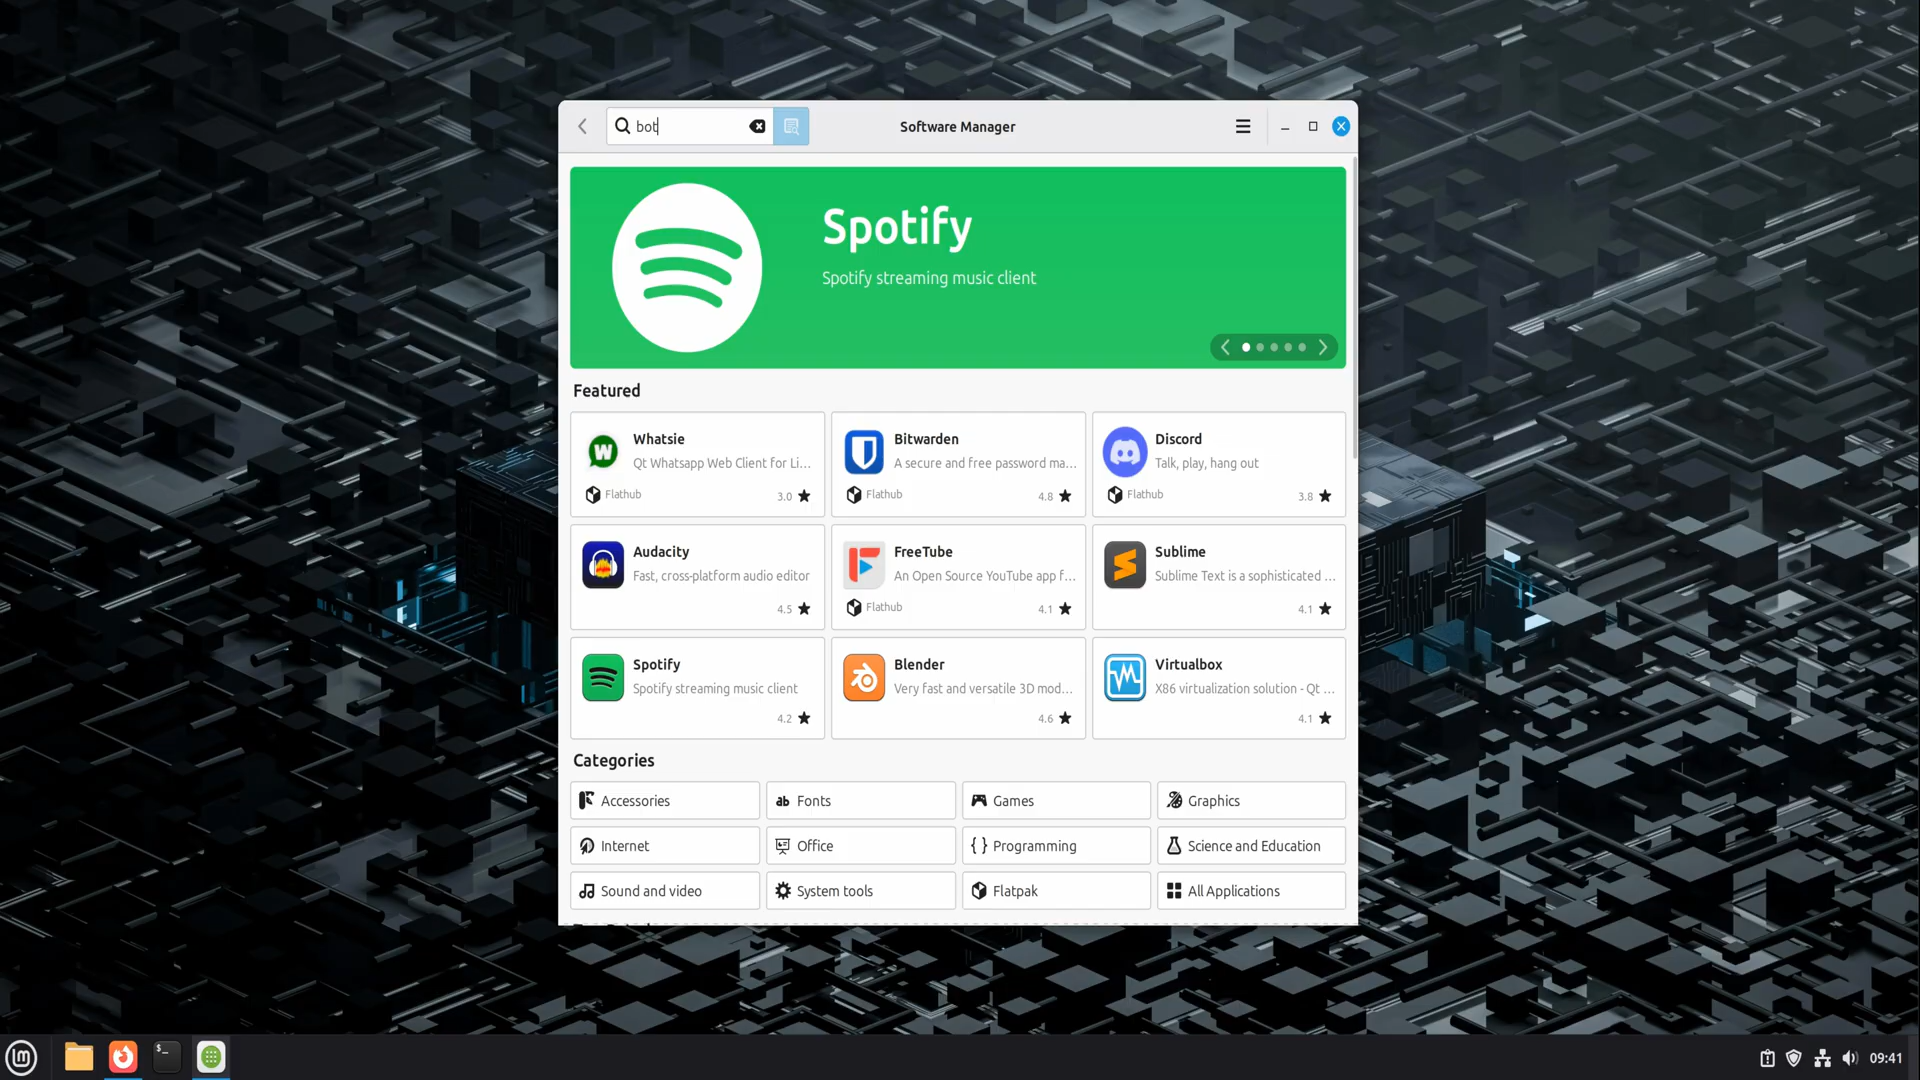 bot
Software Manager
Spotify
Spotify streaming music client
Featured
Whatsie
Qt Whatsapp Web Client for Li...
Flathub
3.0
Bitwarden
A secure and free password ma...
Flathub
4.8
Discord
Talk, play, hang out
Flathub
3.8
Audacity
Fast, cross-platform audio editor
4.5
FreeTube
An Open Source YouTube app f...
Flathub
4.1
Sublime
Sublime Text is a sophisticated ...
4.1
Spotify
Spotify streaming music client
4.2
Blender
Very fast and versatile 3D mod...
4.6
Virtualbox
X86 virtualization solution - Qt ...
4.1
Categories
Accessories
ab Fonts
Games
Graphics
Internet
Office
{ } Programming
Science and Education
Sound and video
System tools
Flatpak
All Applications
09:41